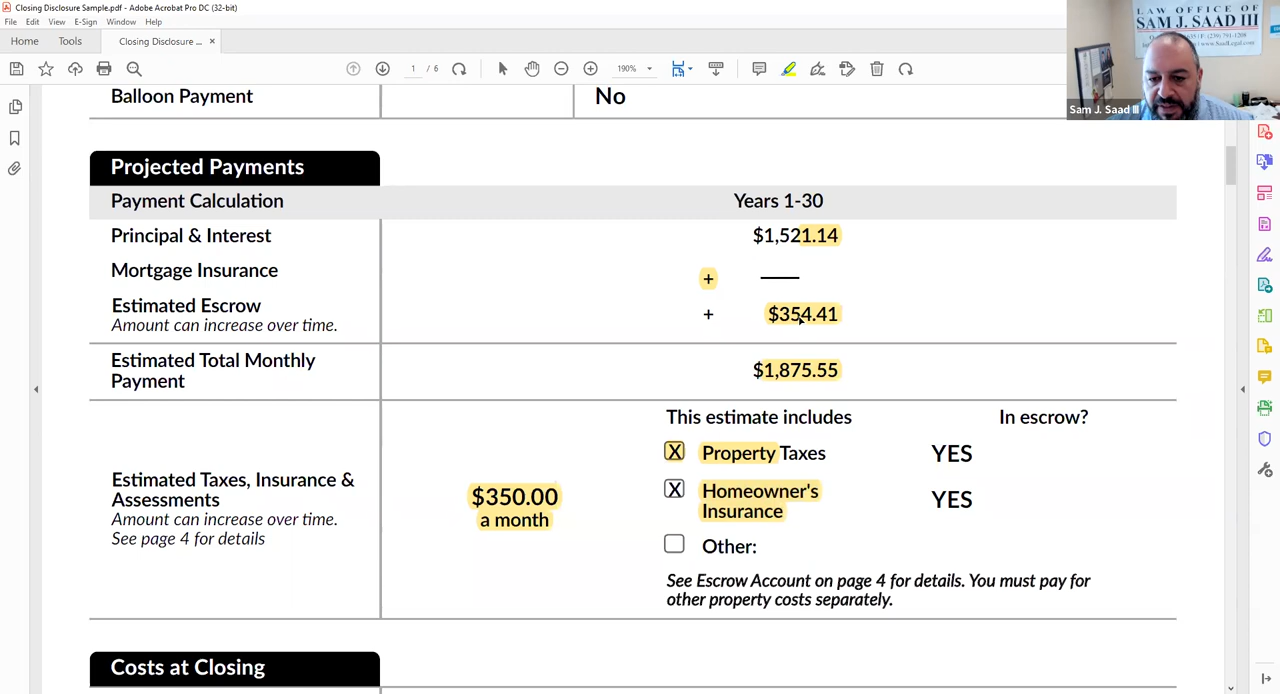 Closing Disclosure Sample.pdf - Adobe Acrobat Pro DC (32-bit)
File Edit View E-Sign Window Help
Home Tools Closing Disclosure ... ×
1 / 6 190%
LAW OFFICE OF
SAM J. SAAD III
www.SaadLegal.com
Sam J. Saad III
Balloon Payment No
Projected Payments
Payment Calculation Years 1-30
Principal & Interest $1,521.14
Mortgage Insurance + —
Estimated Escrow + $354.41
Amount can increase over time.
Estimated Total Monthly
Payment
$1,875.55
Estimated Taxes, Insurance &
Assessments
Amount can increase over time.
See page 4 for details
$350.00
a month
This estimate includes In escrow?
X Property Taxes YES
X Homeowner's
Insurance
YES
Other:
See Escrow Account on page 4 for details. You must pay for
other property costs separately.
Costs at Closing